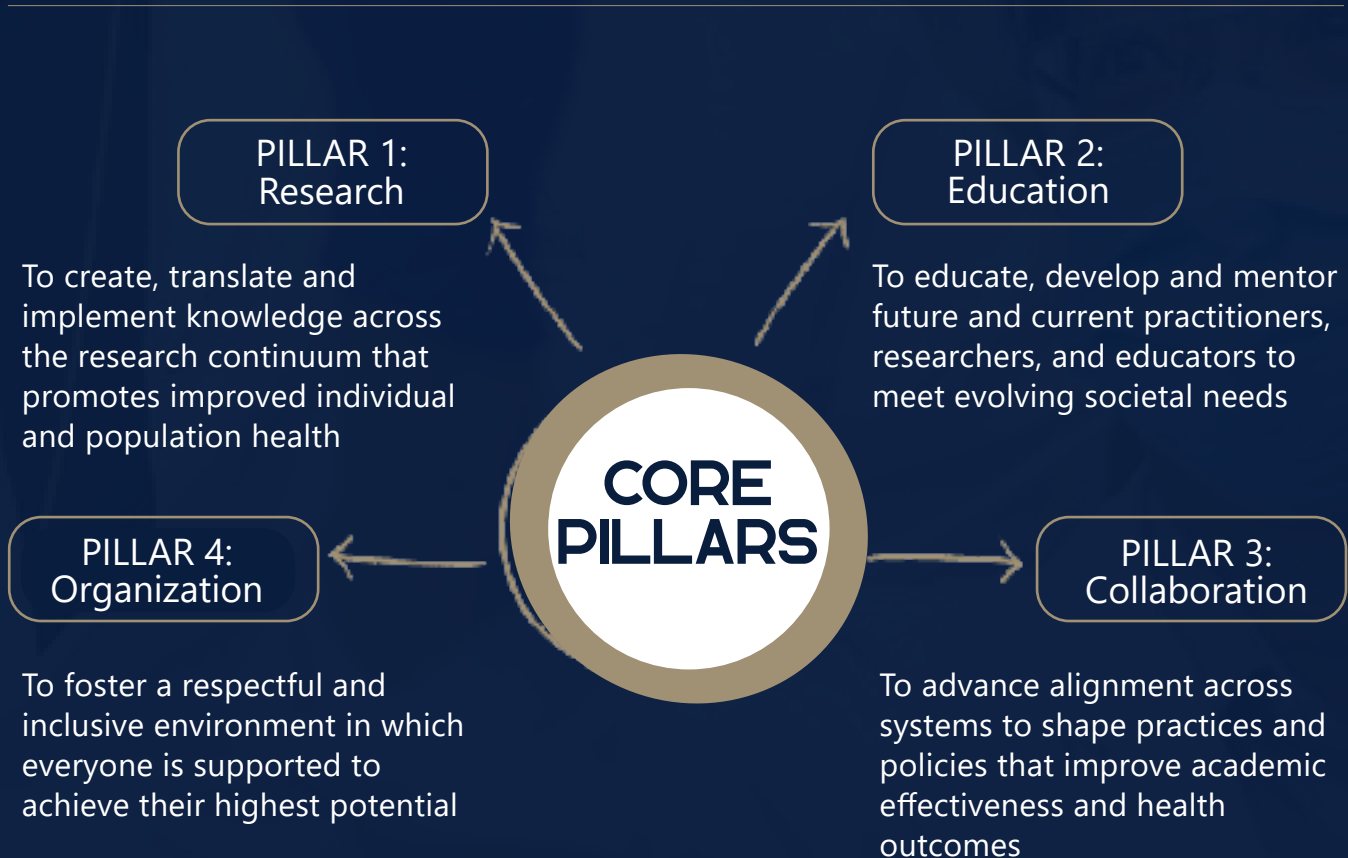 PILLAR 1:
Research
To create, translate and
implement knowledge across
the research continuum that
promotes improved individual
and population health
PILLAR 2:
Education
To educate, develop and mentor
future and current practitioners,
researchers, and educators to
meet evolving societal needs
CORE
PILLARS
PILLAR 4:
Organization
To foster a respectful and
inclusive environment in which
everyone is supported to
achieve their highest potential
PILLAR 3:
Collaboration
To advance alignment across
systems to shape practices and
policies that improve academic
effectiveness and health
outcomes